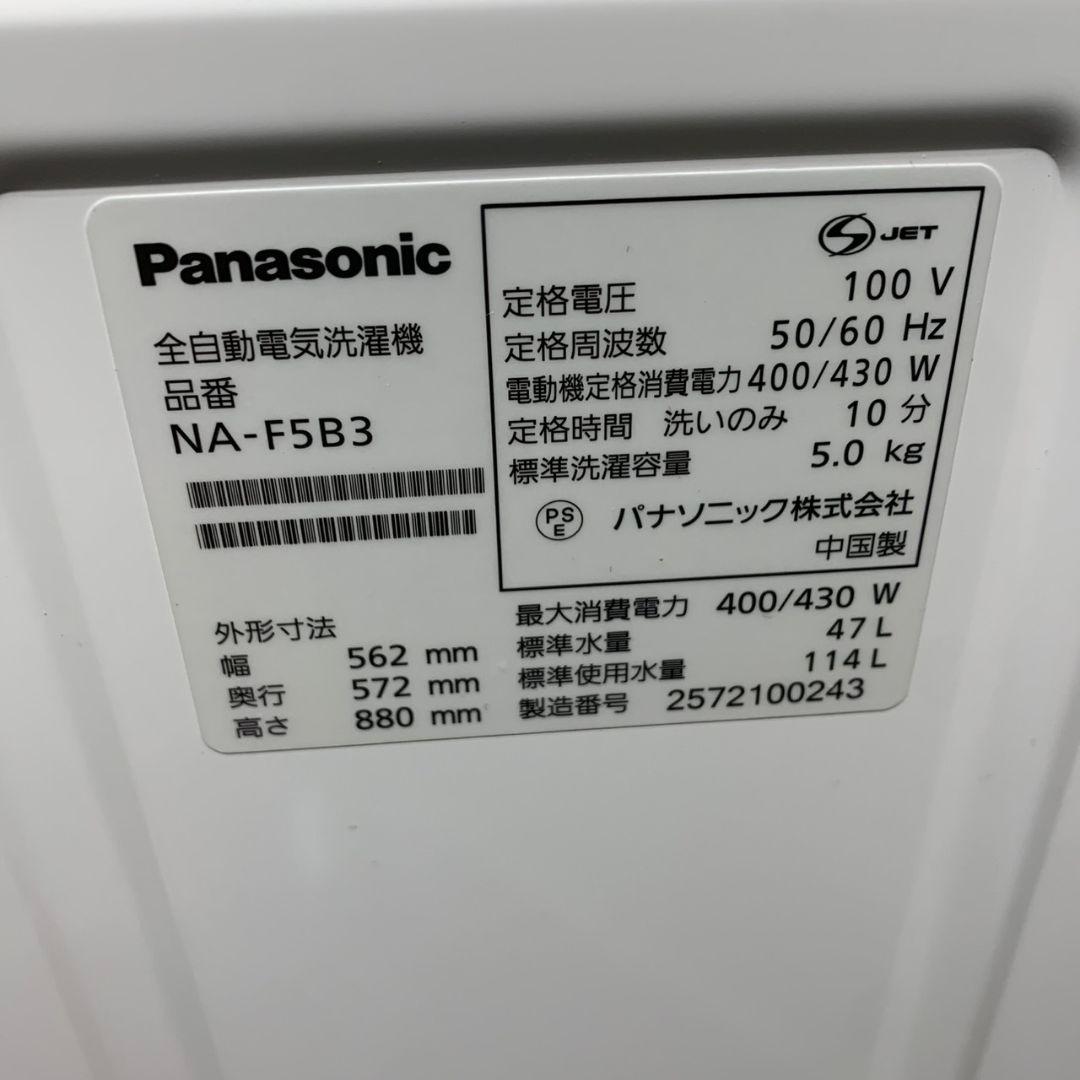 Panasonic
全自動電気洗濯機
品番
NA-F5B3
外形寸法
幅 562 mm
奥行 572 mm
高さ 880 mm
JET
定格電圧 100 V
定格周波数 50/60 Hz
電動機定格消費電力 400/430 W
定格時間 洗いのみ 10 分
標準洗濯容量 5.0 kg
PS
E
パナソニック株式会社
中国製
最大消費電力 400/430 W
標準水量 47 L
標準使用水量 114 L
製造番号 2572100243